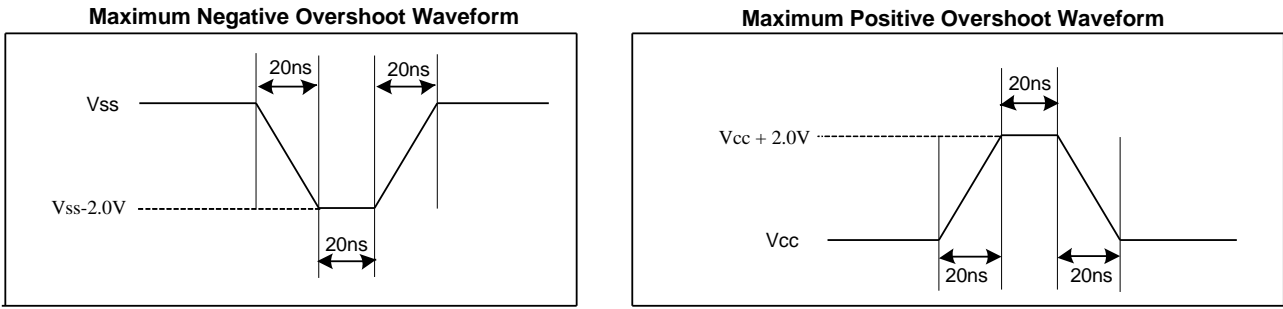 Maximum Negative Overshoot Waveform
20ns
20ns
Vss
Vss-2.0V
20ns
Maximum Positive Overshoot Waveform
20ns
Vcc + 2.0V
Vcc
20ns
20ns